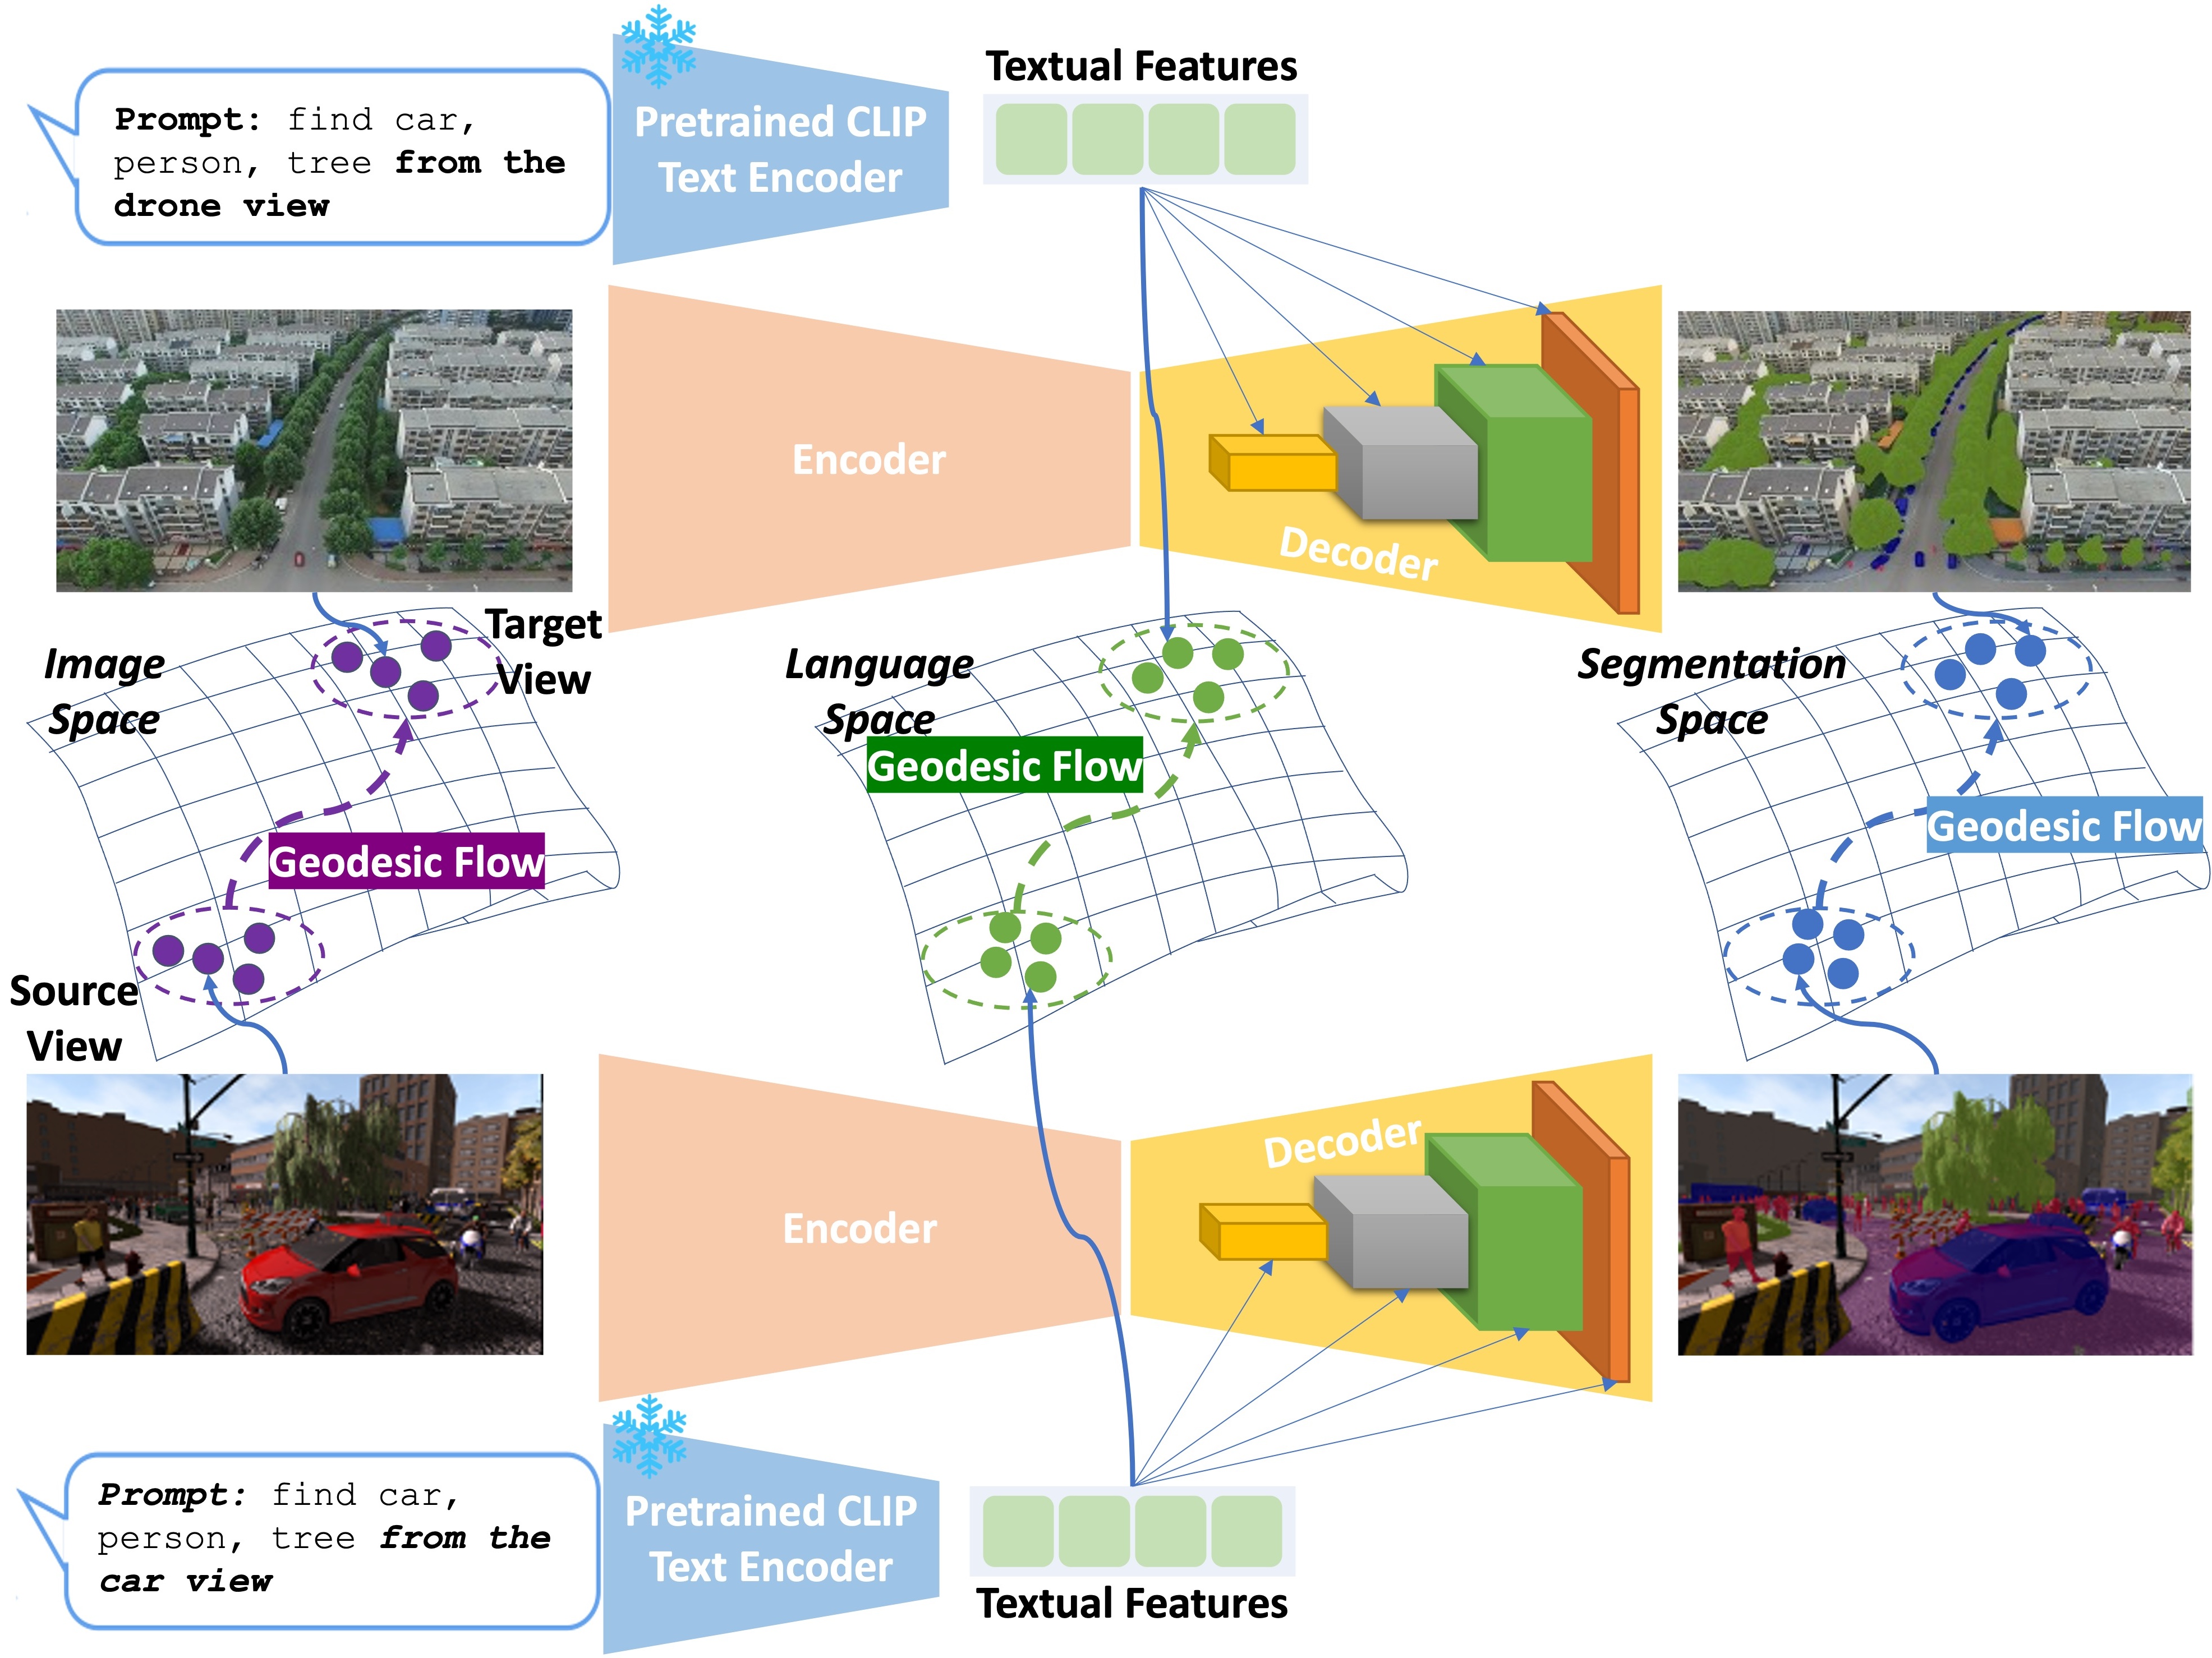 Prompt: find car,
person, tree from the
drone view
Pretrained CLIP
Text Encoder
Textual Features
Encoder
Decoder
Target
View
Image
Space
Geodesic Flow
Source
View
Language
Space
Geodesic Flow
Segmentation
Space
Geodesic Flow
Encoder
Decoder
Prompt: find car,
person, tree from the
car view
Pretrained CLIP
Text Encoder
Textual Features